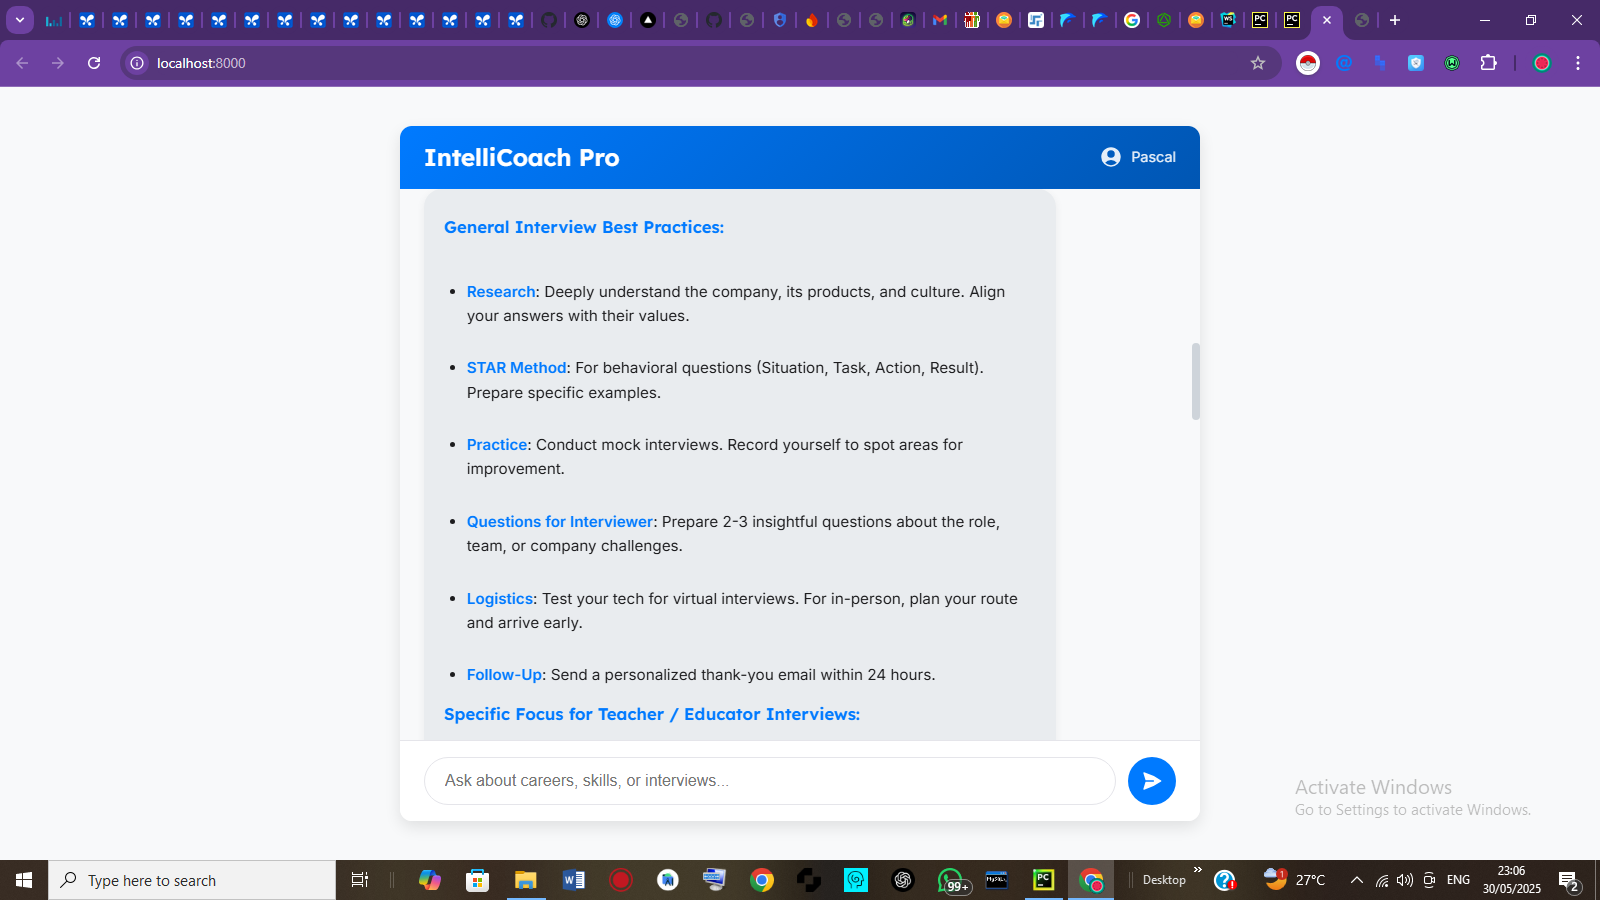 localhost:8000
IntelliCoach Pro
Pascal
General Interview Best Practices:
• Research: Deeply understand the company, its products, and culture. Align
your answers with their values.
• STAR Method: For behavioral questions (Situation, Task, Action, Result).
Prepare specific examples.
• Practice: Conduct mock interviews. Record yourself to spot areas for
improvement.
• Questions for Interviewer: Prepare 2-3 insightful questions about the role,
team, or company challenges.
• Logistics: Test your tech for virtual interviews. For in-person, plan your route
and arrive early.
• Follow-Up: Send a personalized thank-you email within 24 hours.
Specific Focus for Teacher / Educator Interviews:
Ask about careers, skills, or interviews...
Activate Windows
Go to Settings to activate Windows.
Type here to search
99+
Desktop
1
27°C
ENG
23:06
30/05/2025
2